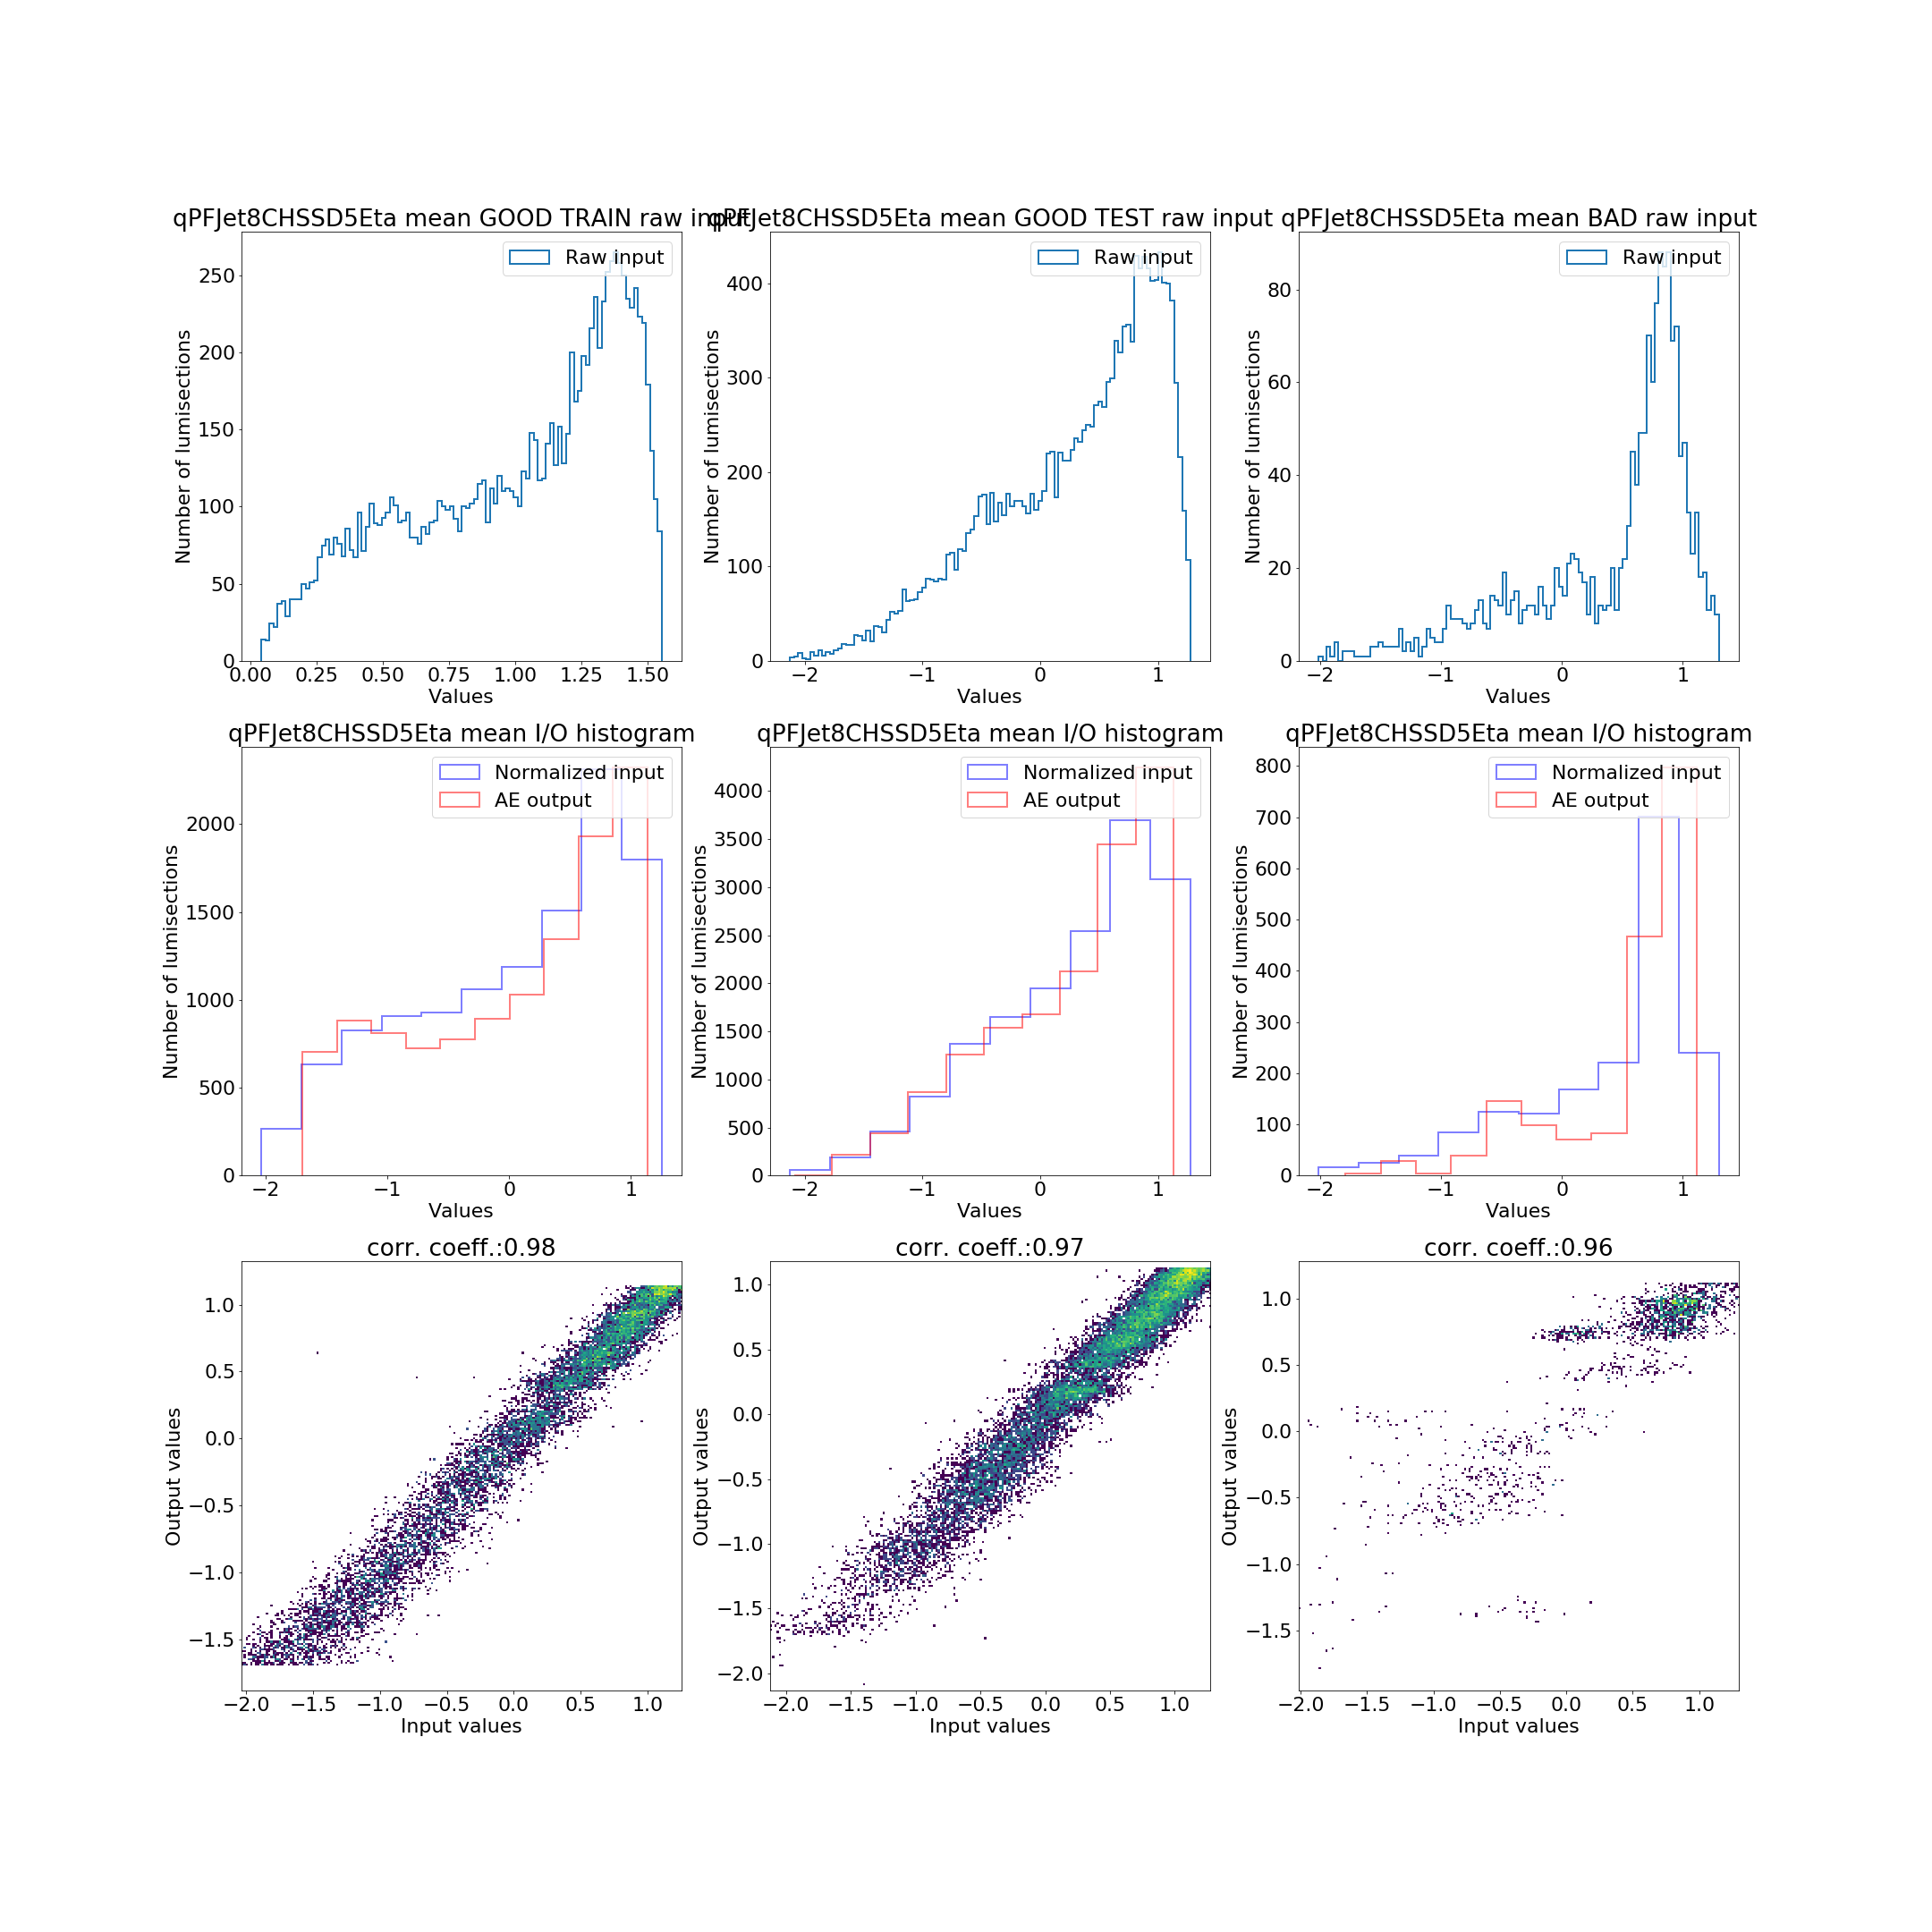 qPFJet8CHSSD5Eta mean GOOD TRAIN raw input
qPFJet8CHSSD5Eta mean GOOD TEST raw input
qPFJet8CHSSD5Eta mean BAD raw input
Raw input
Raw input
Raw input
Number of lumisections
250
200
150
100
50
0
0.00 0.25 0.50 0.75 1.00 1.25 1.50
Values
Number of lumisections
400
300
200
100
0
−2 −1 0 1
Values
Number of lumisections
80
60
40
20
0
−2 −1 0 1
Values
qPFJet8CHSSD5Eta mean I/O histogram
Normalized input
AE output
Number of lumisections
2000
1500
1000
500
0
−2 −1 0 1
Values
qPFJet8CHSSD5Eta mean I/O histogram
Normalized input
AE output
Number of lumisections
4000
3500
3000
2500
2000
1500
1000
500
0
−2 −1 0 1
Values
qPFJet8CHSSD5Eta mean I/O histogram
Normalized input
AE output
Number of lumisections
800
700
600
500
400
300
200
100
0
−2 −1 0 1
Values
corr. coeff.:0.98
Output values
1.0
0.5
0.0
−0.5
−1.0
−1.5
−2.0 −1.5 −1.0 −0.5 0.0 0.5 1.0
Input values
corr. coeff.:0.97
Output values
1.0
0.5
0.0
−0.5
−1.0
−1.5
−2.0
−2.0 −1.5 −1.0 −0.5 0.0 0.5 1.0
Input values
corr. coeff.:0.96
Output values
1.0
0.5
0.0
−0.5
−1.0
−1.5
−2.0 −1.5 −1.0 −0.5 0.0 0.5 1.0
Input values